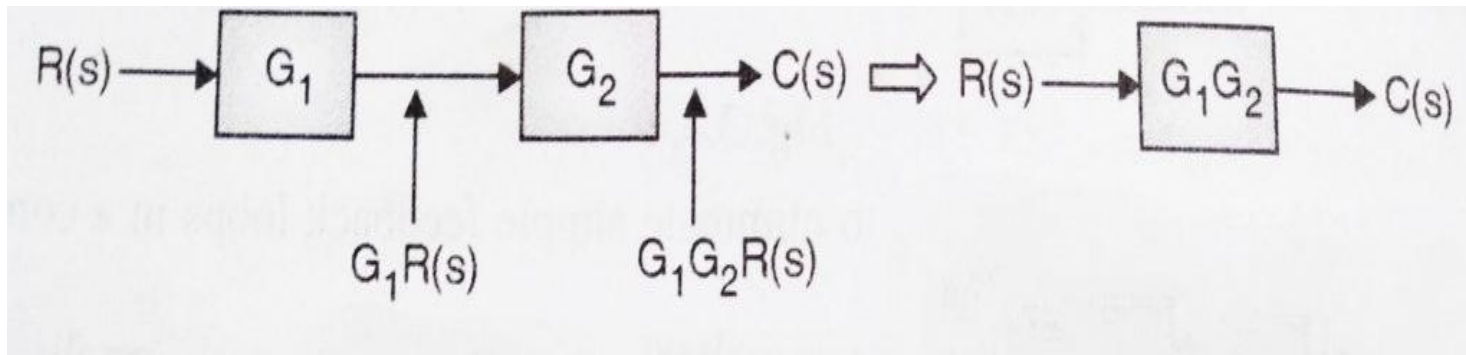 R(s) G₁ G₂ C(s) ⇨ R(s) G₁G₂ C(s)
G₁R(s) G₁G₂R(s)